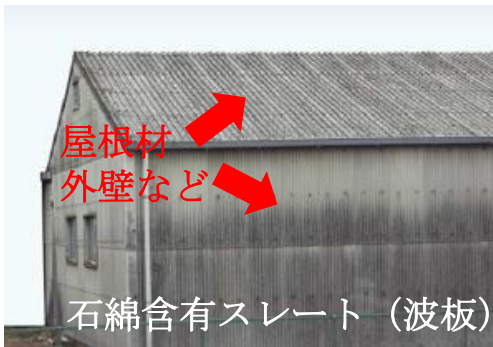 屋根材
外壁など
石綿含有スレート（波板）